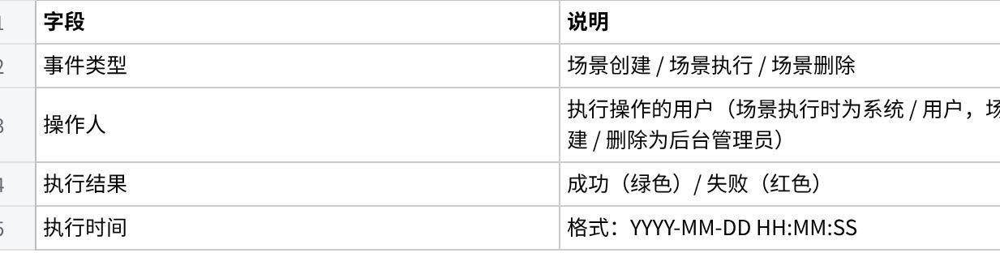 字段 说明
2 事件类型 场景创建 / 场景执行 / 场景删除
操作人 执行操作的用户（场景执行时为系统 / 用户，场
建 / 删除为后台管理员）
4 执行结果 成功（绿色）/ 失败（红色）
5 执行时间 格式：YYYY-MM-DD HH:MM:SS